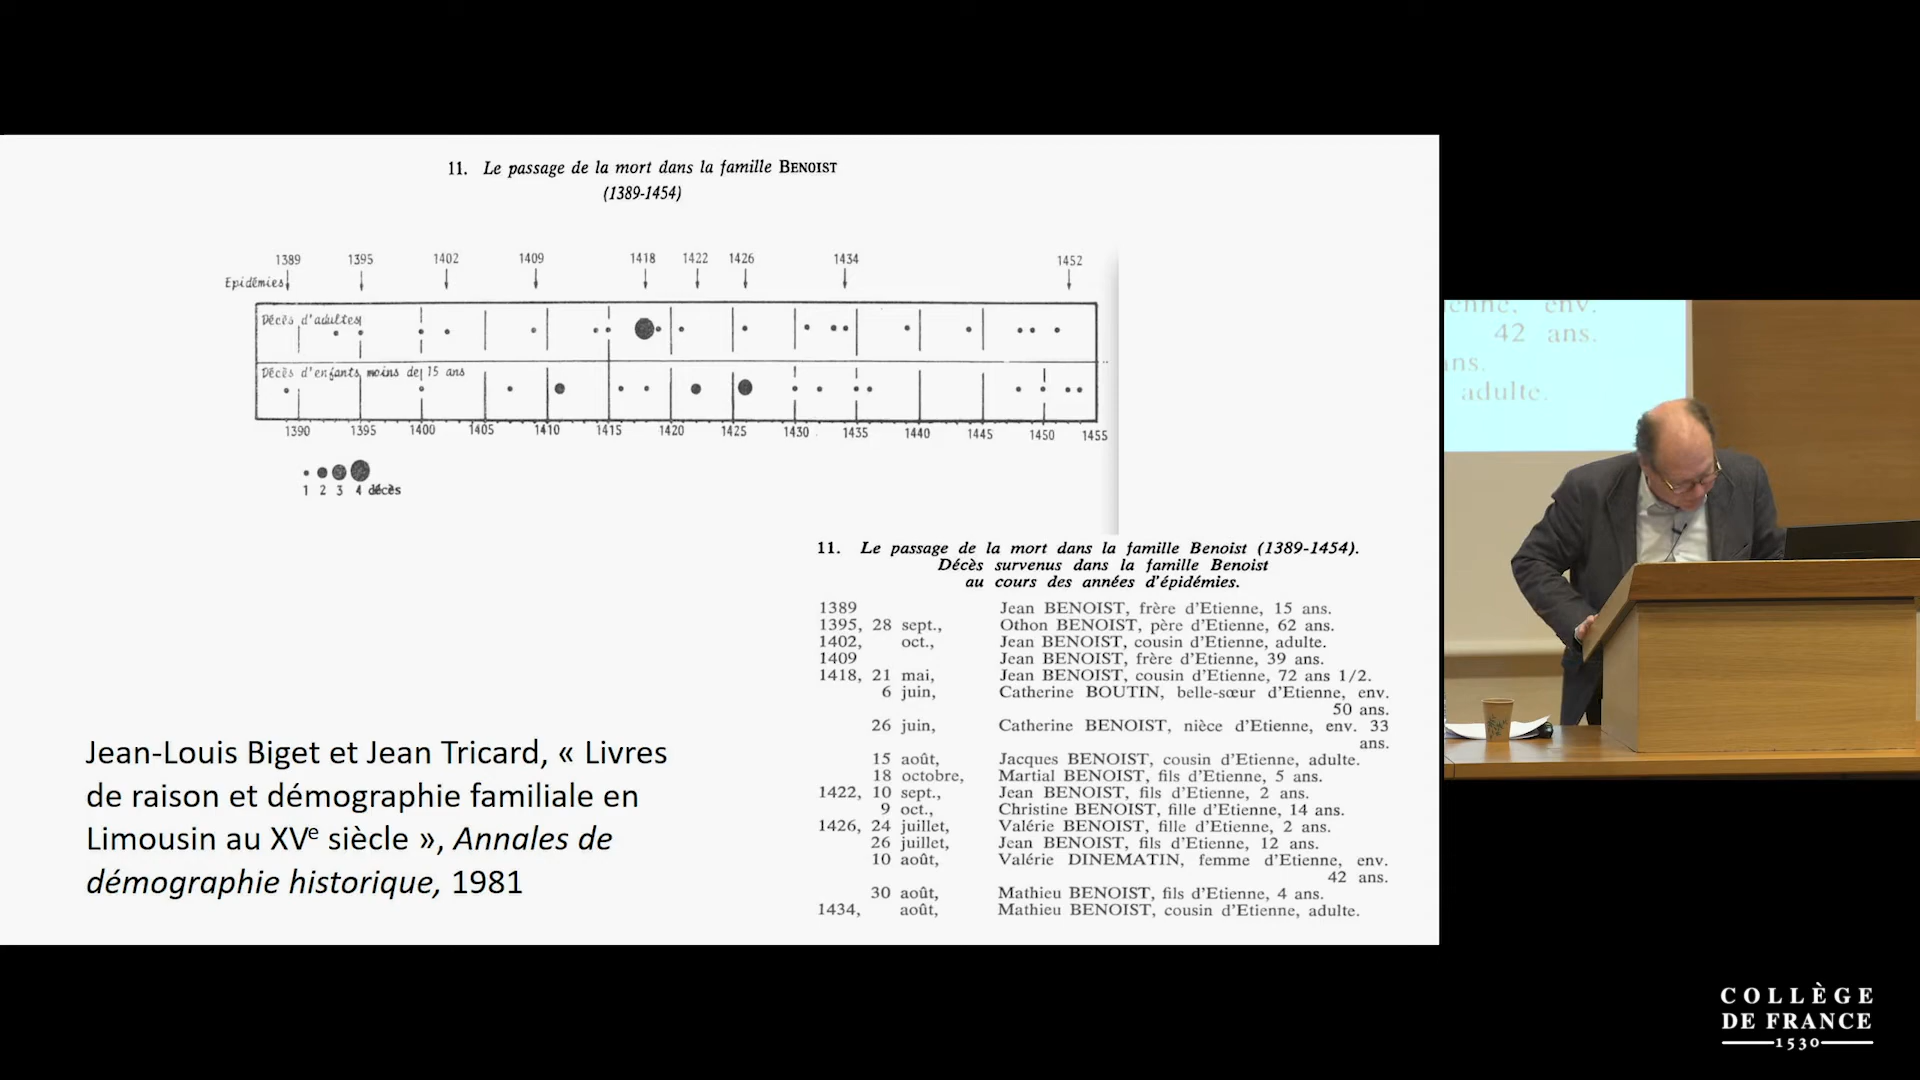 11. Le passage de la mort dans la famille BENOIST
(1389-1454)
1389 1395 1402 1409 1418 1422 1426 1434 1452
Epidémies
Décès d'adultes
Décès d'enfants, moins de 15 ans
1390 1395 1400 1405 1410 1415 1420 1425 1430 1435 1440 1445 1450 1455
1 2 3 4 décès
11. Le passage de la mort dans la famille Benoist (1389-1454).
Décès survenus dans la famille Benoist
au cours des années d'épidémies.
1389 Jean BENOIST, frère d'Etienne, 15 ans.
1395, 28 sept., Othon BENOIST, père d'Etienne, 62 ans.
1402, oct., Jean BENOIST, cousin d'Etienne, adulte.
1409 Jean BENOIST, frère d'Etienne, 39 ans.
1418, 21 mai, Jean BENOIST, cousin d'Etienne, 72 ans 1/2.
6 juin, Catherine BOUTIN, belle-sœur d'Etienne, env.
50 ans.
26 juin, Catherine BENOIST, nièce d'Etienne, env. 33
ans.
15 août, Jacques BENOIST, cousin d'Etienne, adulte.
18 octobre, Martial BENOIST, fils d'Etienne, 5 ans.
1422, 10 sept., Jean BENOIST, fils d'Etienne, 2 ans.
9 oct., Christine BENOIST, fille d'Etienne, 14 ans.
1426, 24 juillet, Valérie BENOIST, fille d'Etienne, 2 ans.
26 juillet, Jean BENOIST, fils d'Etienne, 12 ans.
10 août, Valérie DINEMATIN, femme d'Etienne, env.
42 ans.
30 août, Mathieu BENOIST, fils d'Etienne, 4 ans.
1434, août, Mathieu BENOIST, cousin d'Etienne, adulte.
Jean-Louis Biget et Jean Tricard, « Livres
de raison et démographie familiale en
Limousin au XVe siècle », Annales de
démographie historique, 1981
env.
42 ans.
ns.
adulte.
COLLÈGE
DE FRANCE
1530